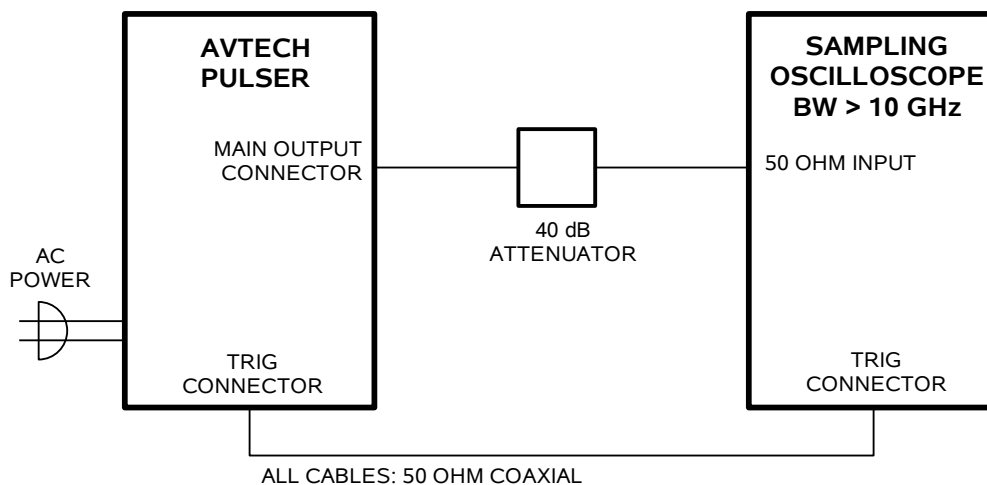 AVTECH
PULSER
MAIN OUTPUT
CONNECTOR
AC
POWER
TRIG
CONNECTOR
40 dB
ATTENUATOR
SAMPLING
OSCILLOSCOPE
BW > 10 GHz
50 OHM INPUT
TRIG
CONNECTOR
ALL CABLES: 50 OHM COAXIAL